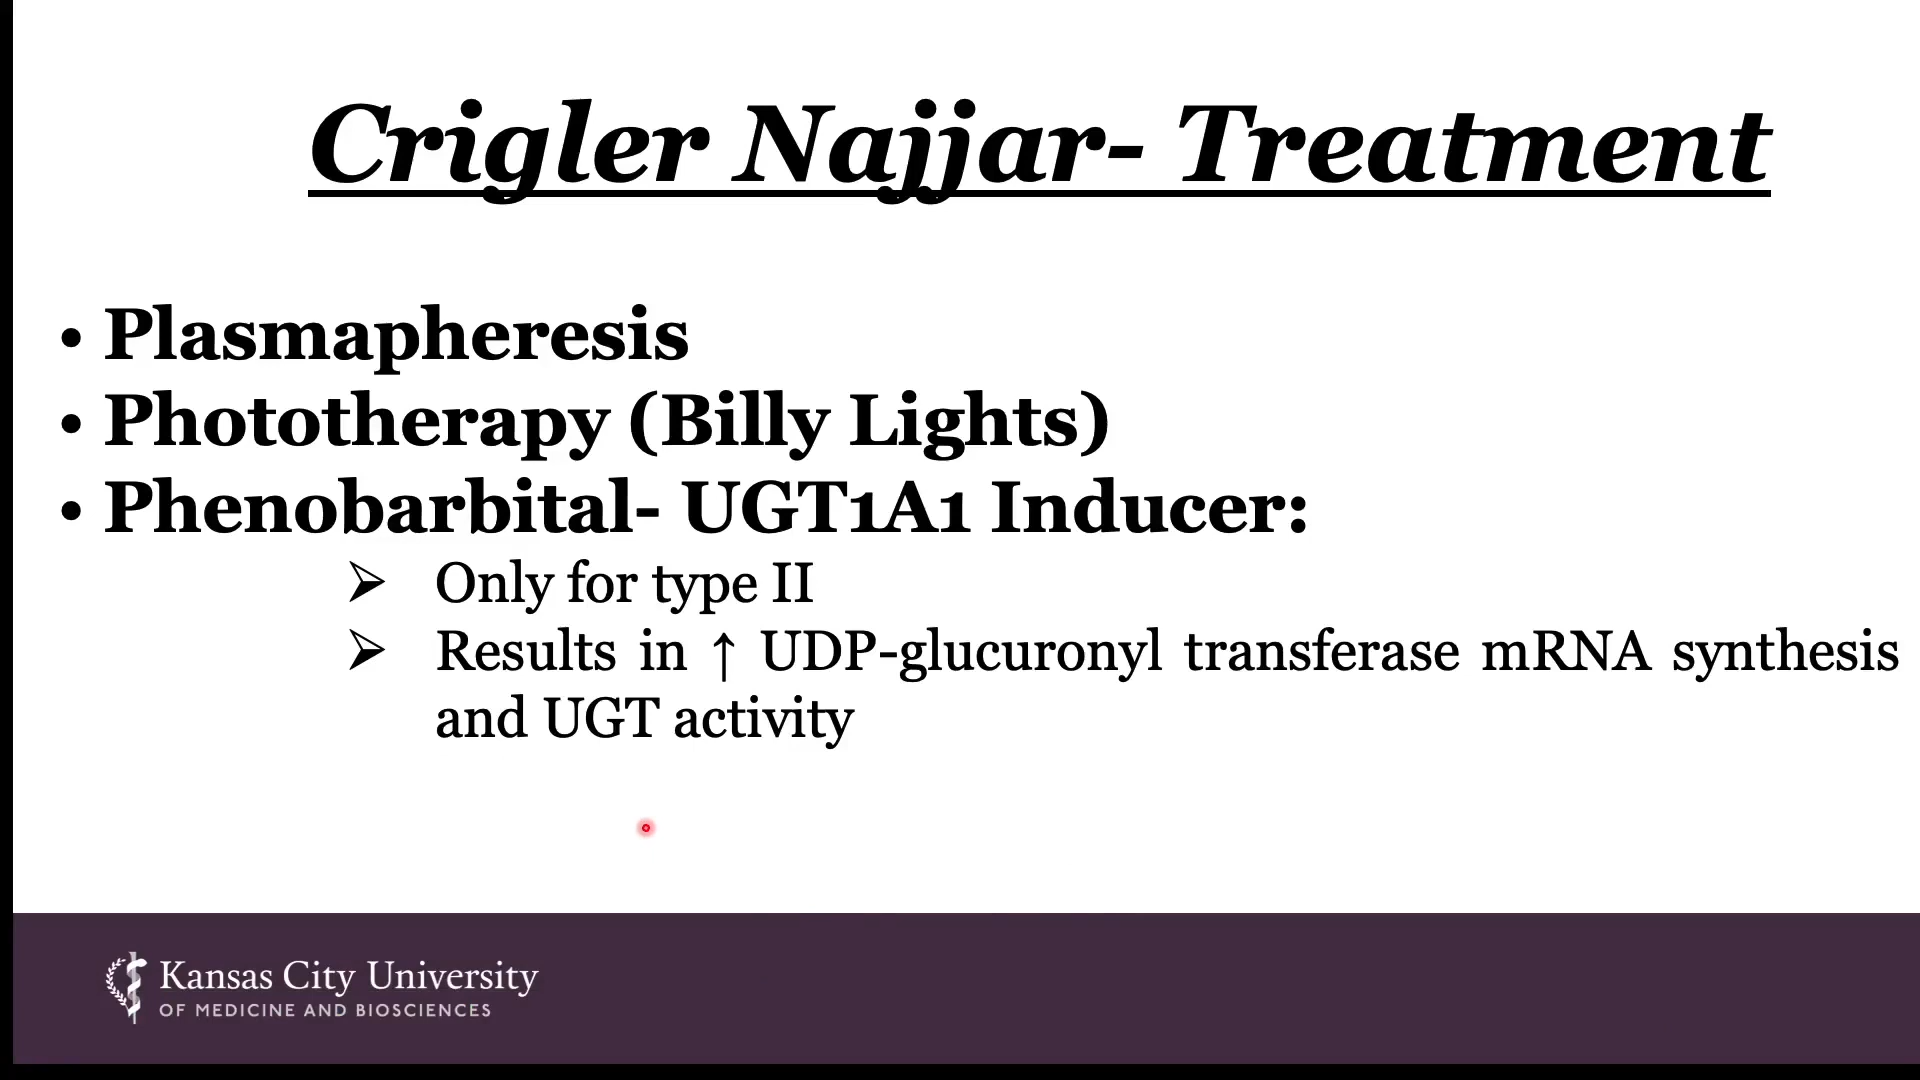 Crigler Najjar- Treatment
• Plasmapheresis
• Phototherapy (Billy Lights)
• Phenobarbital- UGT1A1 Inducer:
➢ Only for type II
➢ Results in ↑ UDP-glucuronyl transferase mRNA synthesis
and UGT activity
Kansas City University
OF MEDICINE AND BIOSCIENCES